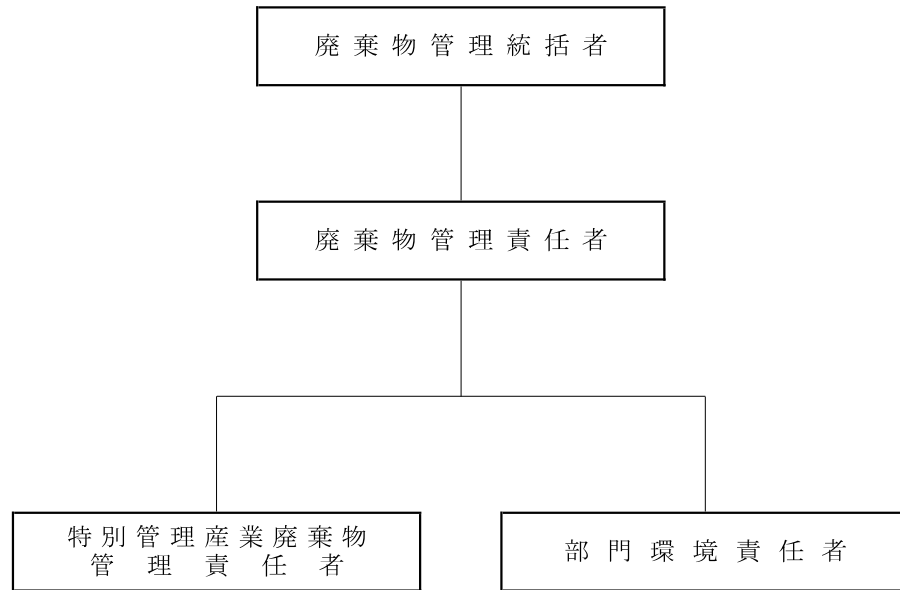 廃棄物管理統括者
廃棄物管理責任者
特別管理産業廃棄物
管理責任者
部門環境責任者